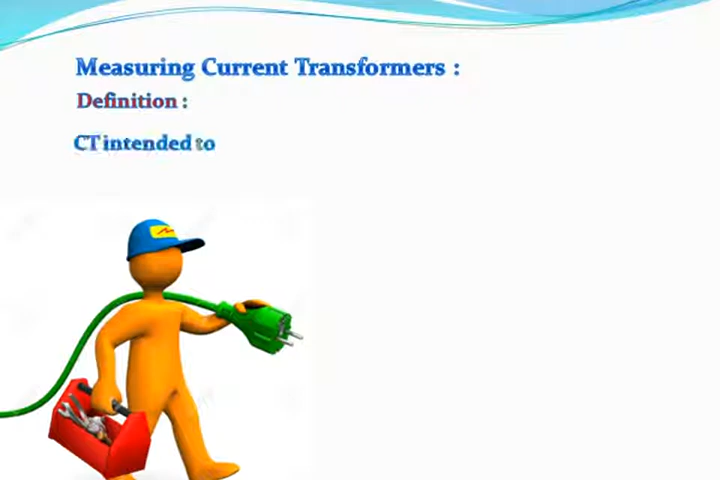 Measuring Current Transformers :
Definition :
CT intended to